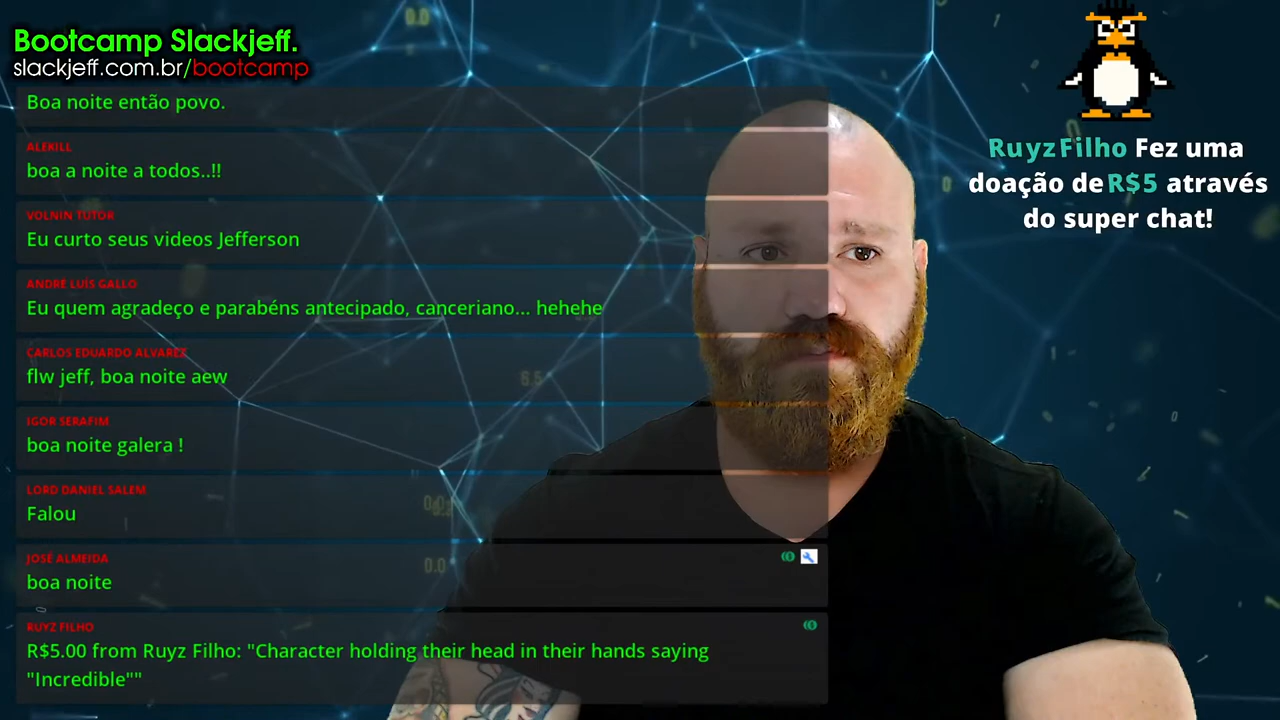 Bootcamp Slackjeff.
slackjeff.com.br/bootcamp
Boa noite então povo.
ALEKILL
boa a noite a todos..!!
VOLNIN TUTOR
Eu curto seus videos Jefferson
ANDRÉ LUÍS GALLO
Eu quem agradeço e parabéns antecipado, canceriano... hehehe
CARLOS EDUARDO ALVAREZ
flw jeff, boa noite aew
IGOR SERAFIM
boa noite galera !
LORD DANIEL SALEM
Falou
JOSÉ ALMEIDA
boa noite
RUYZ FILHO
R$5.00 from Ruyz Filho: "Character holding their head in their hands saying
"Incredible""
RuyzFilho Fez uma
doação de R$5 através
do super chat!